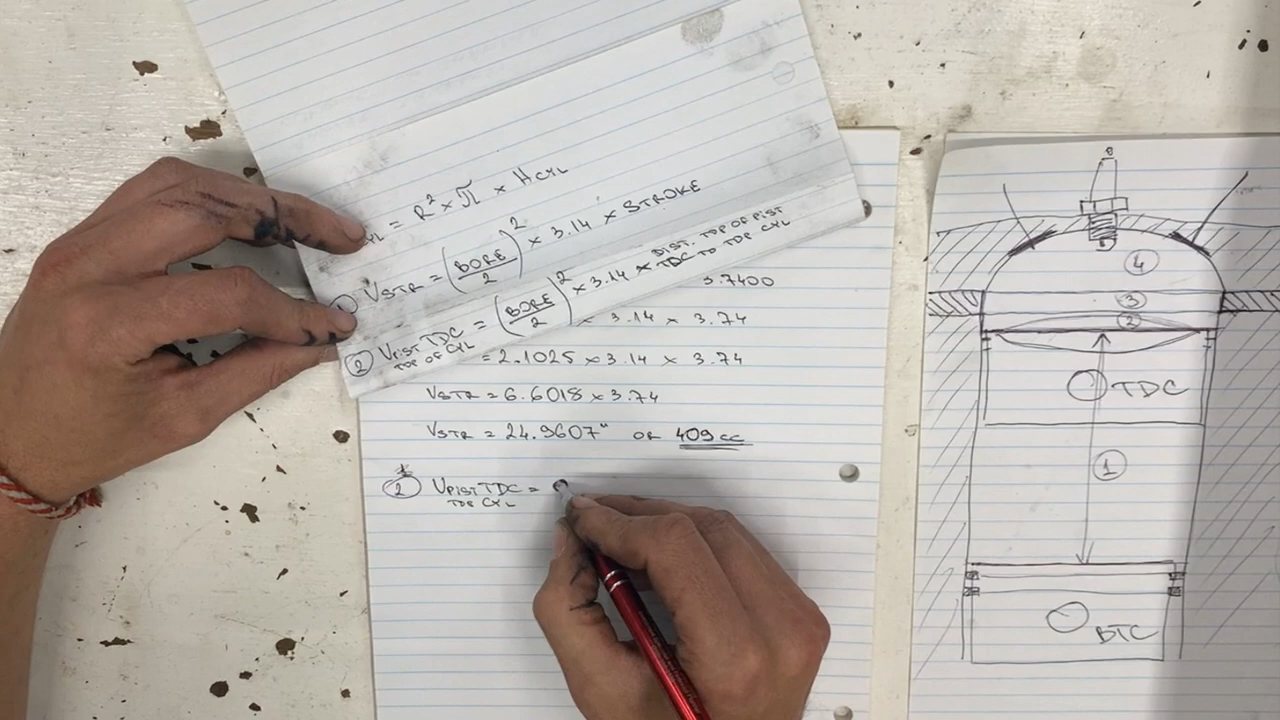 CYL = R² × π × HCYL
① VSTR = (BORE/2)² × 3.14 × STROKE
② VPIST TDC TOP OF CYL = (BORE/2)² × 3.14 × DIST. TOP OF PIST TDC TO TOP CYL
3.7400
× 3.14 × 3.74
= 2.1025 × 3.14 × 3.74
VSTR = 6.6018 × 3.74
VSTR = 24.9607" OR 409 cc
② VPIST TDC =
TOP CYL
④
③
②
TDC
①
BTC